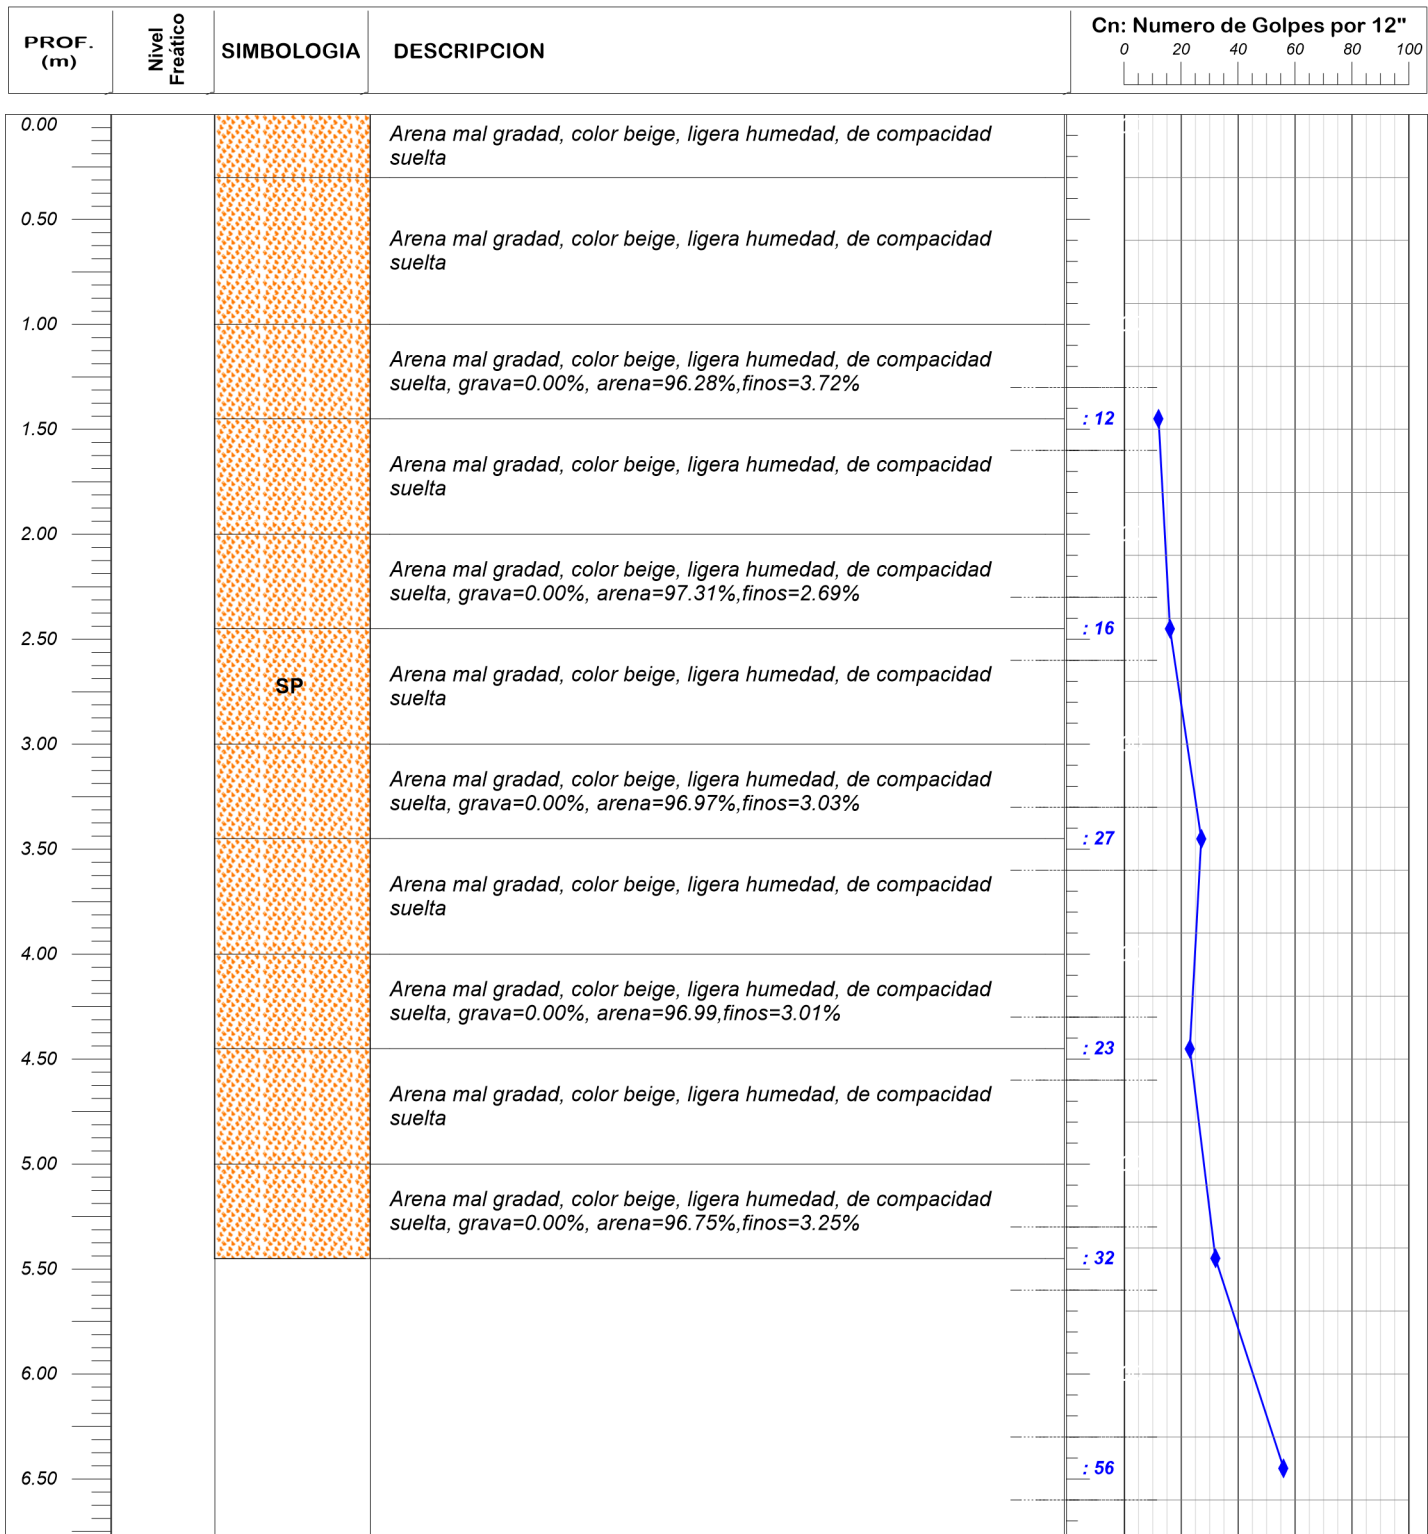 PROF.
(m)
Nivel
Freático
SIMBOLOGIA
DESCRIPCION
Cn: Numero de Golpes por 12"
0 20 40 60 80 100
0.00
Arena mal gradad, color beige, ligera humedad, de compacidad
suelta
0.50
Arena mal gradad, color beige, ligera humedad, de compacidad
suelta
1.00
Arena mal gradad, color beige, ligera humedad, de compacidad
suelta, grava=0.00%, arena=96.28%,finos=3.72%
: 12
1.50
Arena mal gradad, color beige, ligera humedad, de compacidad
suelta
2.00
Arena mal gradad, color beige, ligera humedad, de compacidad
suelta, grava=0.00%, arena=97.31%,finos=2.69%
: 16
2.50
Arena mal gradad, color beige, ligera humedad, de compacidad
suelta
SP
3.00
Arena mal gradad, color beige, ligera humedad, de compacidad
suelta, grava=0.00%, arena=96.97%,finos=3.03%
: 27
3.50
Arena mal gradad, color beige, ligera humedad, de compacidad
suelta
4.00
Arena mal gradad, color beige, ligera humedad, de compacidad
suelta, grava=0.00%, arena=96.99,finos=3.01%
: 23
4.50
Arena mal gradad, color beige, ligera humedad, de compacidad
suelta
5.00
Arena mal gradad, color beige, ligera humedad, de compacidad
suelta, grava=0.00%, arena=96.75%,finos=3.25%
: 32
5.50
6.00
: 56
6.50